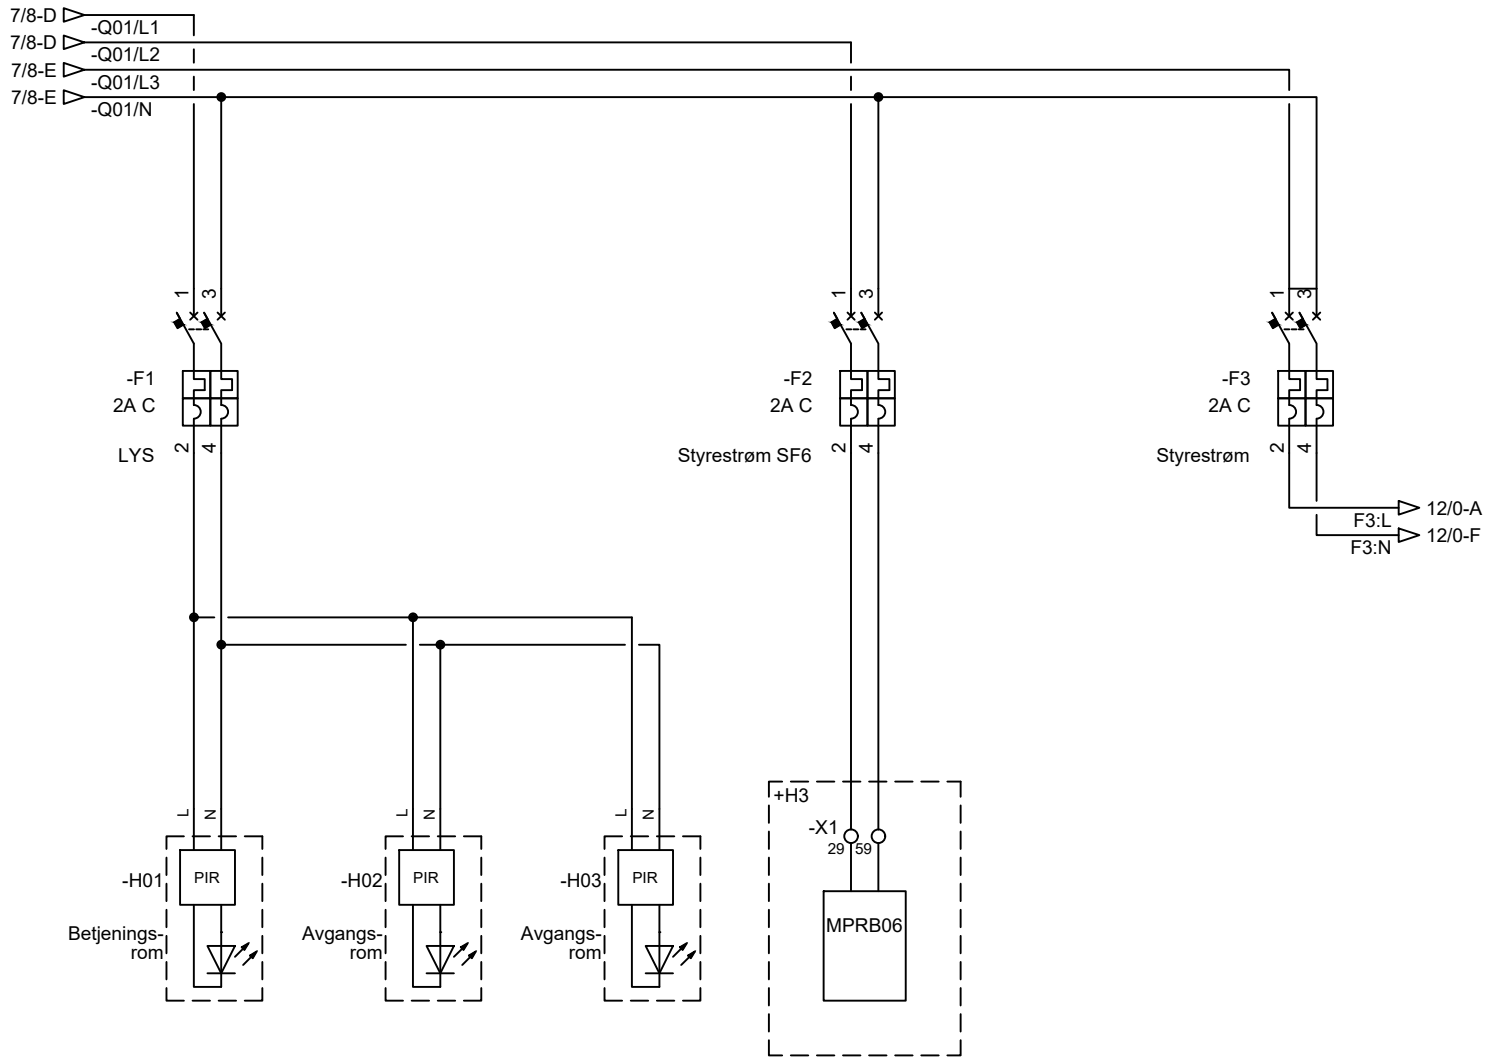 7/8-D
-Q01/L1
7/8-D
-Q01/L2
7/8-E
-Q01/L3
7/8-E
-Q01/N
1
3
1
3
1
3
-F1
2A C
LYS
2
4
-F2
2A C
Styrestrøm SF6
2
4
-F3
2A C
Styrestrøm
2
4
12/0-A
F3:L
12/0-F
F3:N
L
N
L
N
L
N
+H3
-X1
29
59
-H01
PIR
Betjenings-
rom
-H02
PIR
Avgangs-
rom
-H03
PIR
Avgangs-
rom
MPRB06